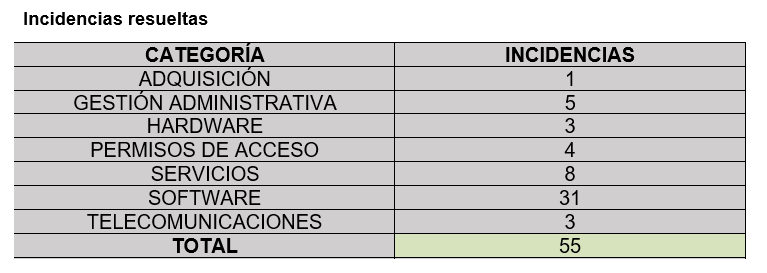 Incidencias resueltas
CATEGORÍA INCIDENCIAS
ADQUISICIÓN 1
GESTIÓN ADMINISTRATIVA 5
HARDWARE 3
PERMISOS DE ACCESO 4
SERVICIOS 8
SOFTWARE 31
TELECOMUNICACIONES 3
TOTAL 55